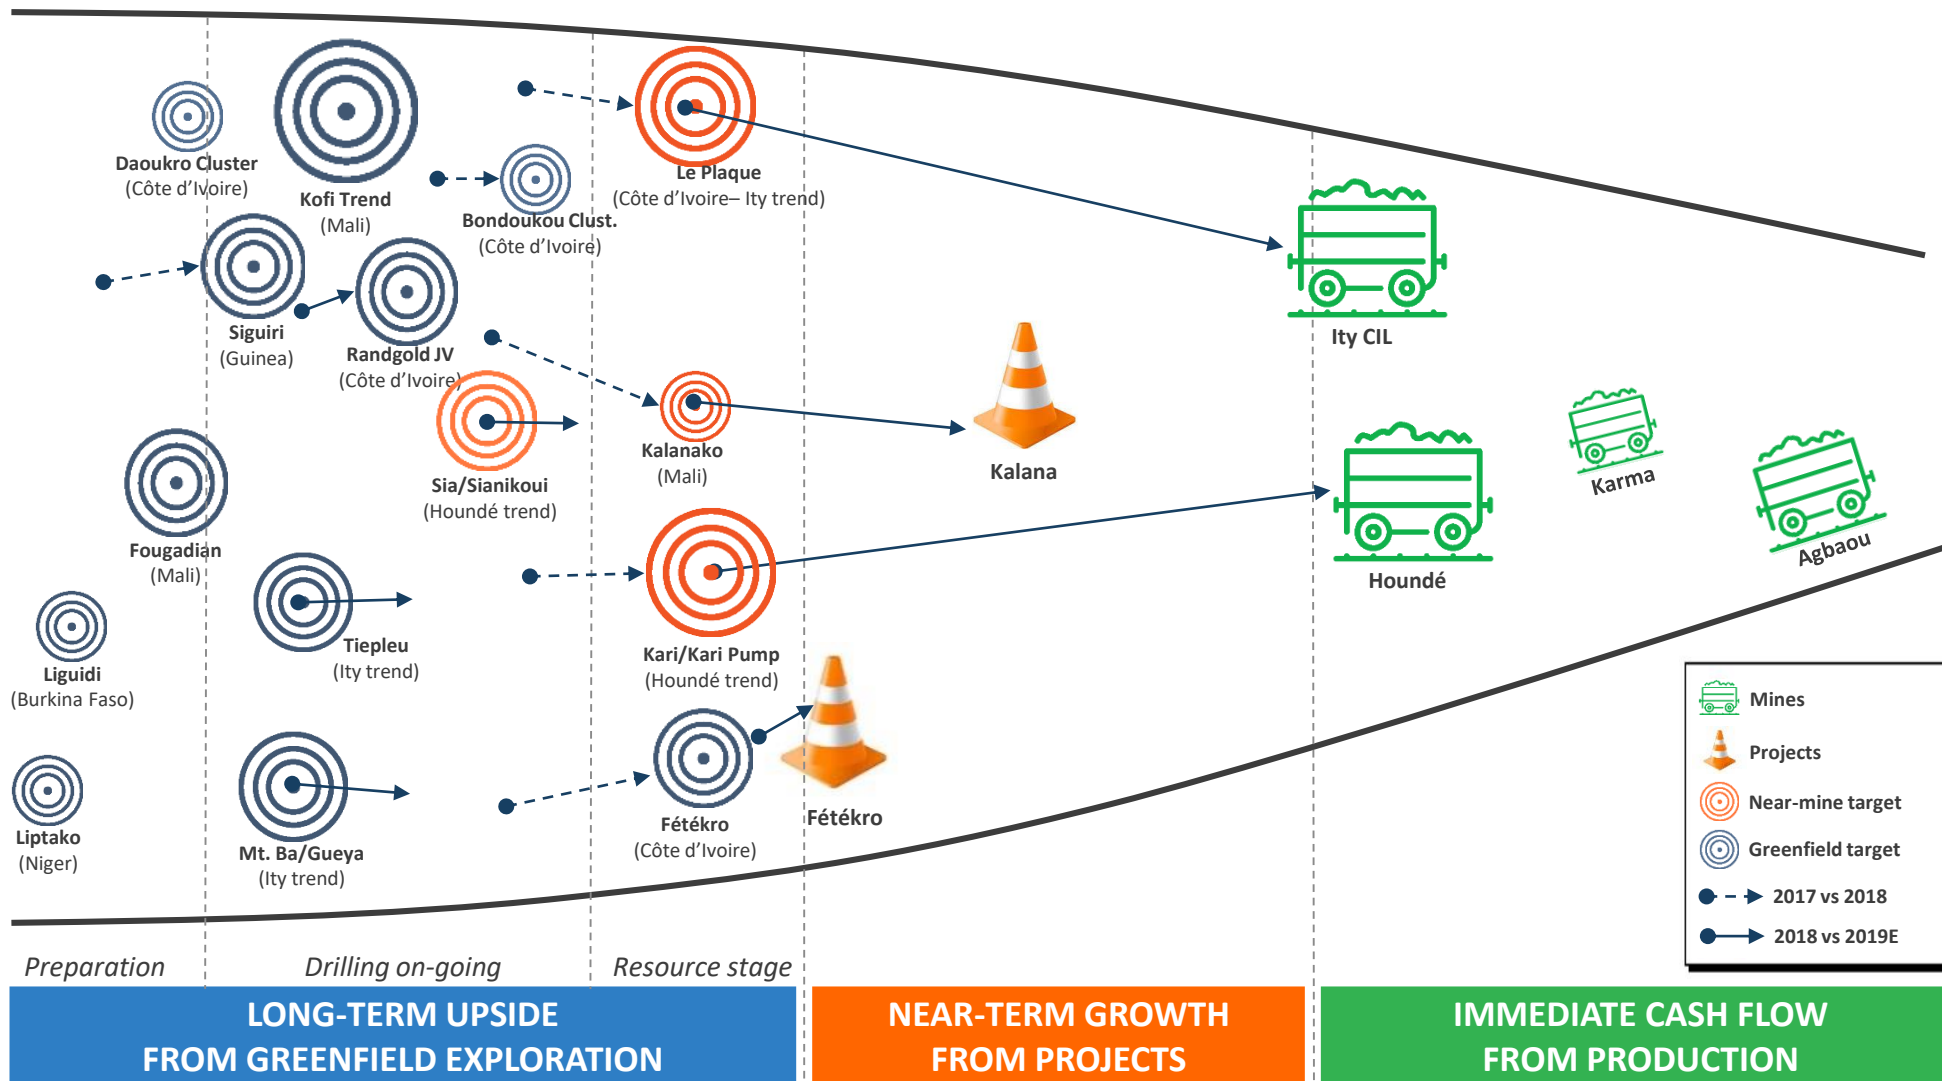 Daoukro Cluster
(Côte d'Ivoire)
Kofi Trend
(Mali)
Bondoukou Clust.
(Côte d'Ivoire)
Le Plaque
(Côte d'Ivoire– Ity trend)
Siguiri
(Guinea)
Randgold JV
(Côte d'Ivoire)
Ity CIL
Sia/Sianikoui
(Houndé trend)
Kalanako
(Mali)
Kalana
Karma
Agbaou
Houndé
Fougadian
(Mali)
Tiepleu
(Ity trend)
Kari/Kari Pump
(Houndé trend)
Liguidi
(Burkina Faso)
Liptako
(Niger)
Mt. Ba/Gueya
(Ity trend)
Fétékro
(Côte d'Ivoire)
Fétékro
Mines
Projects
Near-mine target
Greenfield target
2017 vs 2018
2018 vs 2019E
Preparation
Drilling on-going
Resource stage
LONG-TERM UPSIDE
FROM GREENFIELD EXPLORATION
NEAR-TERM GROWTH
FROM PROJECTS
IMMEDIATE CASH FLOW
FROM PRODUCTION